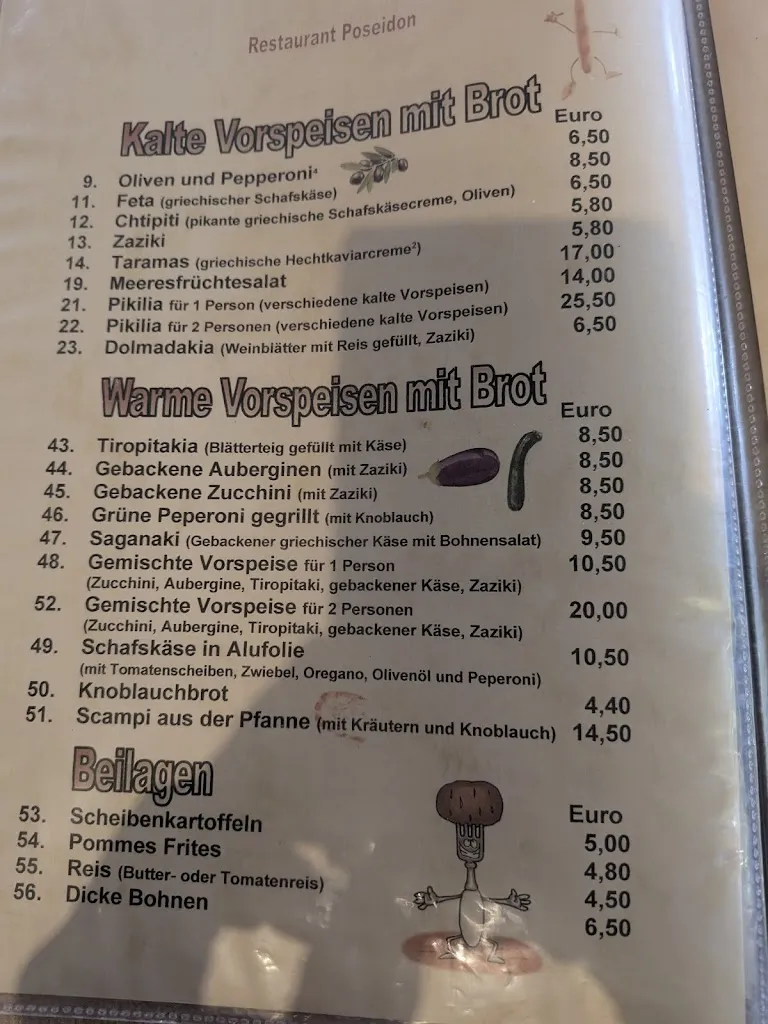 Restaurant Poseidon
Kalte Vorspeisen mit Brot Euro
9. Oliven und Pepperoni⁴ 6,50
11. Feta (griechischer Schafskäse) 8,50
12. Chtipiti (pikante griechische Schafskäsecreme, Oliven) 6,50
13. Zaziki 5,80
14. Taramas (griechische Hechtkaviarcreme²) 5,80
19. Meeresfrüchtesalat 17,00
21. Pikilia für 1 Person (verschiedene kalte Vorspeisen) 14,00
22. Pikilia für 2 Personen (verschiedene kalte Vorspeisen) 25,50
23. Dolmadakia (Weinblätter mit Reis gefüllt, Zaziki) 6,50
Warme Vorspeisen mit Brot Euro
43. Tiropitakia (Blätterteig gefüllt mit Käse) 8,50
44. Gebackene Auberginen (mit Zaziki) 8,50
45. Gebackene Zucchini (mit Zaziki) 8,50
46. Grüne Peperoni gegrillt (mit Knoblauch) 8,50
47. Saganaki (Gebackener griechischer Käse mit Bohnensalat) 9,50
48. Gemischte Vorspeise für 1 Person 10,50
(Zucchini, Aubergine, Tiropitaki, gebackener Käse, Zaziki)
52. Gemischte Vorspeise für 2 Personen 20,00
(Zucchini, Aubergine, Tiropitaki, gebackener Käse, Zaziki)
49. Schafskäse in Alufolie 10,50
(mit Tomatenscheiben, Zwiebel, Oregano, Olivenöl und Peperoni)
50. Knoblauchbrot 4,40
51. Scampi aus der Pfanne (mit Kräutern und Knoblauch) 14,50
Beilagen Euro
53. Scheibenkartoffeln 5,00
54. Pommes Frites 4,80
55. Reis (Butter- oder Tomatenreis) 4,50
56. Dicke Bohnen 6,50